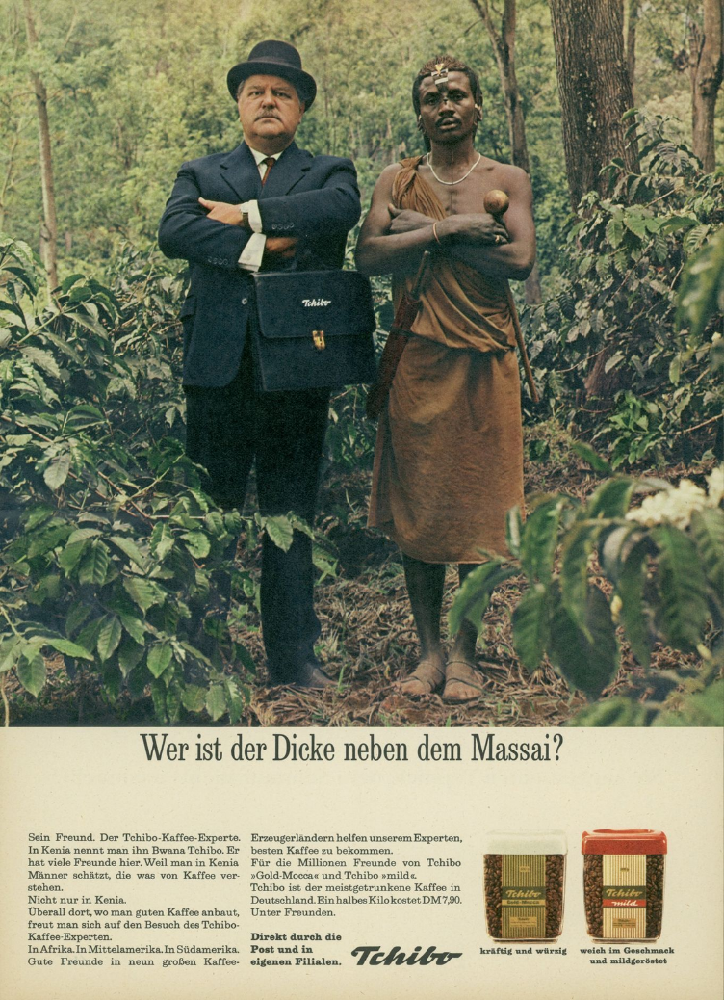 Tchibo
Wer ist der Dicke neben dem Massai?
Sein Freund. Der Tchibo-Kaffee-Experte.
In Kenia nennt man ihn Bwana Tchibo. Er
hat viele Freunde hier. Weil man in Kenia
Männer schätzt, die was von Kaffee ver-
stehen.
Nicht nur in Kenia.
Überall dort, wo man guten Kaffee anbaut,
freut man sich auf den Besuch des Tchibo-
Kaffee-Experten.
In Afrika. In Mittelamerika. In Südamerika.
Gute Freunde in neun großen Kaffee-
Erzeugerländern helfen unserem Experten,
besten Kaffee zu bekommen.
Für die Millionen Freunde von Tchibo
»Gold-Mocca« und Tchibo »mild«.
Tchibo ist der meistgetrunkene Kaffee in
Deutschland. Ein halbes Kilo kostet DM 7,90.
Unter Freunden.
Direkt durch die
Post und in
eigenen Filialen.
Tchibo
Tchibo
Gold-Mocca
kräftig und würzig
Tchibo
mild
weich im Geschmack
und mildgeröstet